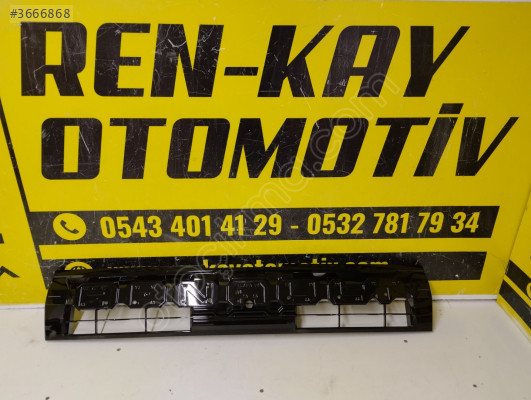 #3666868
REN-KAY
OTOMOTİV
0543 401 41 29 - 0532 781 79 34